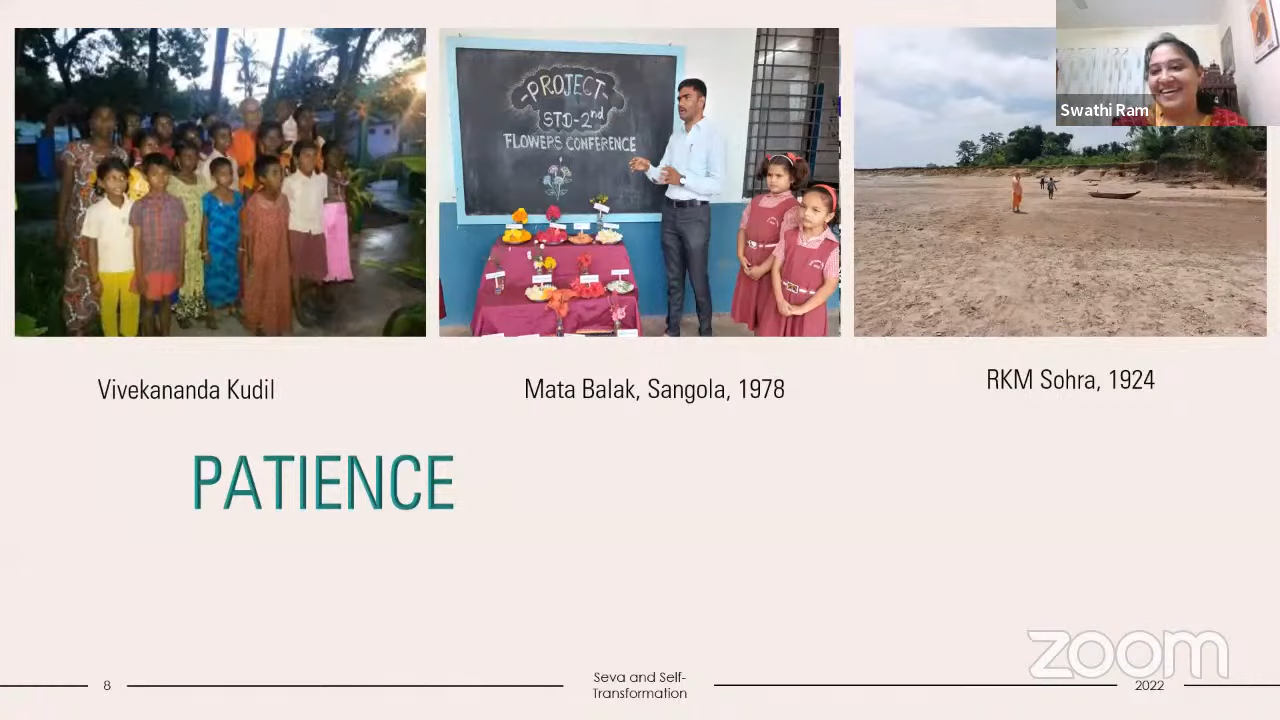 Swathi Ram
-PROJECT-
STD-2nd
FLOWERS CONFERENCE
Vivekananda Kudil
Mata Balak, Sangola, 1978
RKM Sohra, 1924
PATIENCE
zoom
8
Seva and Self-
Transformation
2022